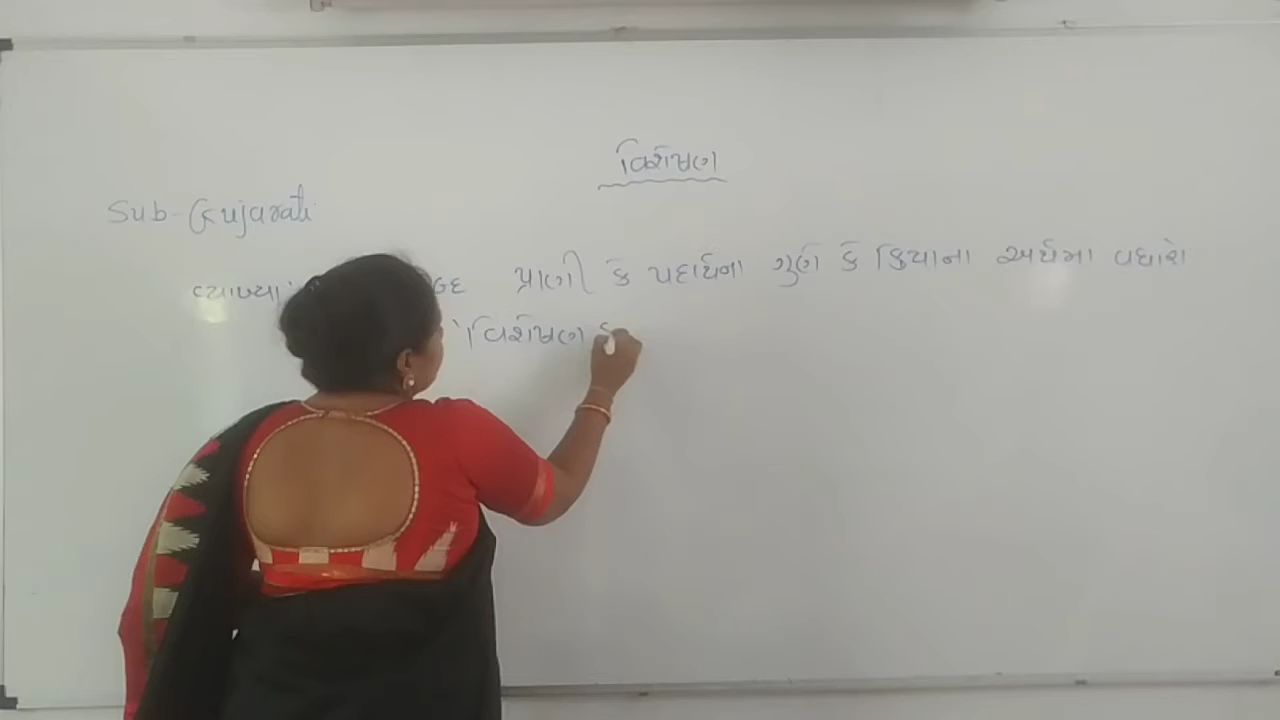 વિશેષણ
Sub-Gujarati
વ્યાખ્યા પ્રાણી કે પદાર્થના ગુણ કે ક્રિયાના અર્થમા વધારો
વિશેષણ